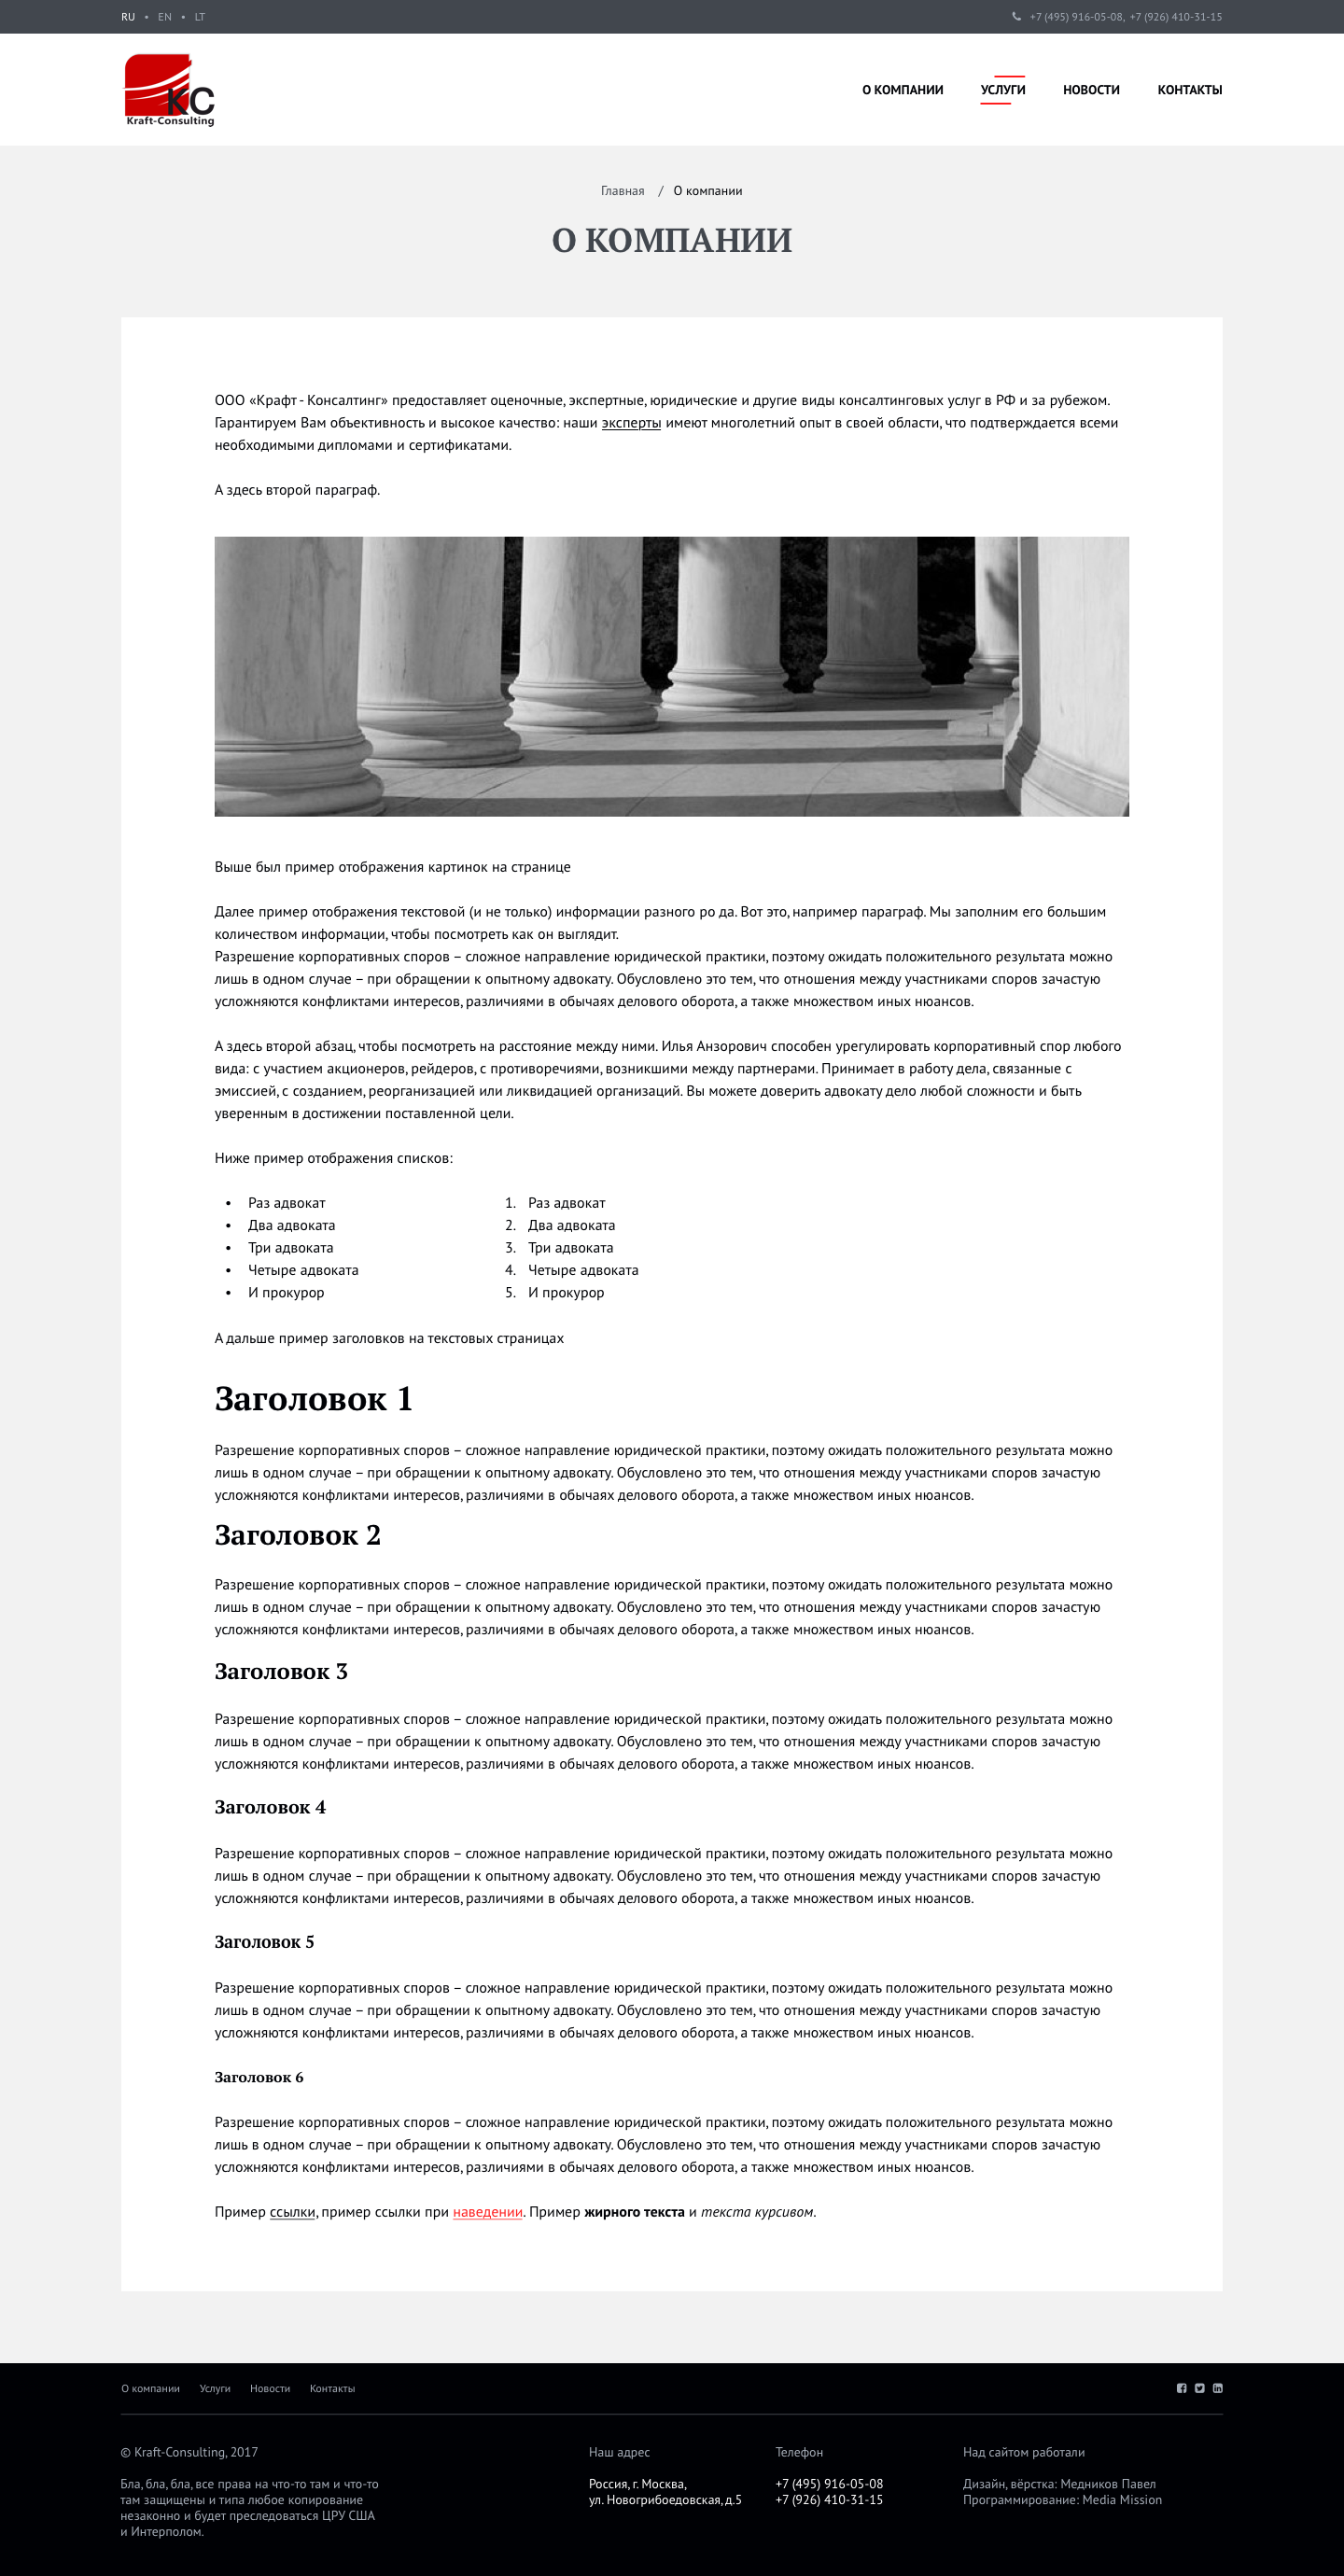 RU • EN • LT
+7 (495) 916-05-08, +7 (926) 410-31-15
КС
Kraft-Consulting
О КОМПАНИИ УСЛУГИ НОВОСТИ КОНТАКТЫ
Главная / О компании
О КОМПАНИИ
ООО «Крафт - Консалтинг» предоставляет оценочные, экспертные, юридические и другие виды консалтинговых услуг в РФ и за рубежом.
Гарантируем Вам объективность и высокое качество: наши эксперты имеют многолетний опыт в своей области, что подтверждается всеми
необходимыми дипломами и сертификатами.
А здесь второй параграф.
Выше был пример отображения картинок на странице
Далее пример отображения текстовой (и не только) информации разного ро да. Вот это, например параграф. Мы заполним его большим
количеством информации, чтобы посмотреть как он выглядит.
Разрешение корпоративных споров – сложное направление юридической практики, поэтому ожидать положительного результата можно
лишь в одном случае – при обращении к опытному адвокату. Обусловлено это тем, что отношения между участниками споров зачастую
усложняются конфликтами интересов, различиями в обычаях делового оборота, а также множеством иных нюансов.
А здесь второй абзац, чтобы посмотреть на расстояние между ними. Илья Анзорович способен урегулировать корпоративный спор любого
вида: с участием акционеров, рейдеров, с противоречиями, возникшими между партнерами. Принимает в работу дела, связанные с
эмиссией, с созданием, реорганизацией или ликвидацией организаций. Вы можете доверить адвокату дело любой сложности и быть
уверенным в достижении поставленной цели.
Ниже пример отображения списков:
• Раз адвокат
• Два адвоката
• Три адвоката
• Четыре адвоката
• И прокурор
1. Раз адвокат
2. Два адвоката
3. Три адвоката
4. Четыре адвоката
5. И прокурор
А дальше пример заголовков на текстовых страницах
Заголовок 1
Разрешение корпоративных споров – сложное направление юридической практики, поэтому ожидать положительного результата можно
лишь в одном случае – при обращении к опытному адвокату. Обусловлено это тем, что отношения между участниками споров зачастую
усложняются конфликтами интересов, различиями в обычаях делового оборота, а также множеством иных нюансов.
Заголовок 2
Разрешение корпоративных споров – сложное направление юридической практики, поэтому ожидать положительного результата можно
лишь в одном случае – при обращении к опытному адвокату. Обусловлено это тем, что отношения между участниками споров зачастую
усложняются конфликтами интересов, различиями в обычаях делового оборота, а также множеством иных нюансов.
Заголовок 3
Разрешение корпоративных споров – сложное направление юридической практики, поэтому ожидать положительного результата можно
лишь в одном случае – при обращении к опытному адвокату. Обусловлено это тем, что отношения между участниками споров зачастую
усложняются конфликтами интересов, различиями в обычаях делового оборота, а также множеством иных нюансов.
Заголовок 4
Разрешение корпоративных споров – сложное направление юридической практики, поэтому ожидать положительного результата можно
лишь в одном случае – при обращении к опытному адвокату. Обусловлено это тем, что отношения между участниками споров зачастую
усложняются конфликтами интересов, различиями в обычаях делового оборота, а также множеством иных нюансов.
Заголовок 5
Разрешение корпоративных споров – сложное направление юридической практики, поэтому ожидать положительного результата можно
лишь в одном случае – при обращении к опытному адвокату. Обусловлено это тем, что отношения между участниками споров зачастую
усложняются конфликтами интересов, различиями в обычаях делового оборота, а также множеством иных нюансов.
Заголовок 6
Разрешение корпоративных споров – сложное направление юридической практики, поэтому ожидать положительного результата можно
лишь в одном случае – при обращении к опытному адвокату. Обусловлено это тем, что отношения между участниками споров зачастую
усложняются конфликтами интересов, различиями в обычаях делового оборота, а также множеством иных нюансов.
Пример ссылки, пример ссылки при наведении. Пример жирного текста и текста курсивом.
О компании Услуги Новости Контакты
© Kraft-Consulting, 2017
Бла, бла, бла, все права на что-то там и что-то
там защищены и типа любое копирование
незаконно и будет преследоваться ЦРУ США
и Интерполом.
Наш адрес
Россия, г. Москва,
ул. Новогрибоедовская, д.5
Телефон
+7 (495) 916-05-08
+7 (926) 410-31-15
Над сайтом работали
Дизайн, вёрстка: Медников Павел
Программирование: Media Mission